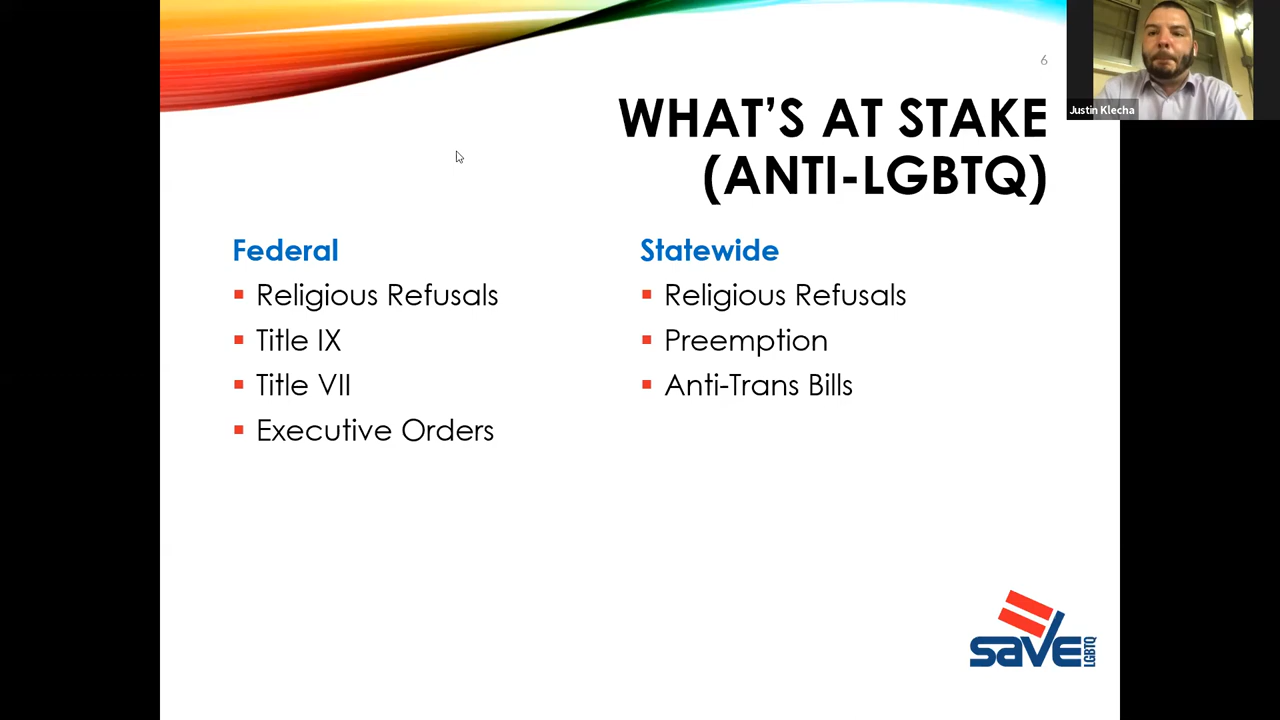 6
Justin Klecha
WHAT'S AT STAKE
(ANTI-LGBTQ)
Federal
Religious Refusals
Title IX
Title VII
Executive Orders
Statewide
Religious Refusals
Preemption
Anti-Trans Bills
save
LGBTQ